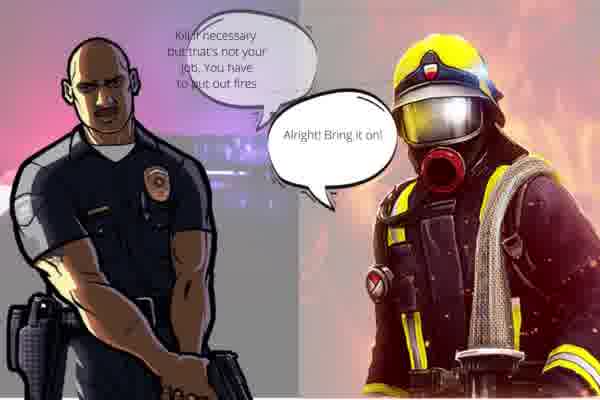 Kill if necessary
but that's not your
job. You have
to put out fires
Alright! Bring it on!